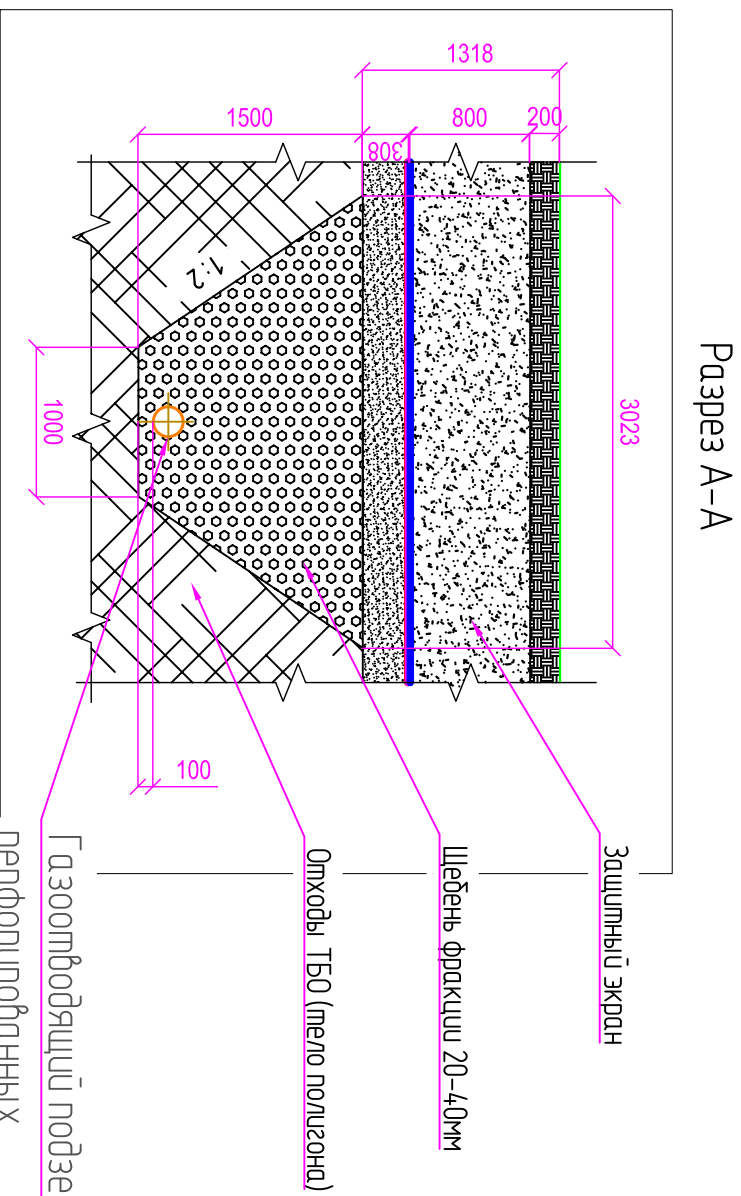 Разрез А-А
1318
200
800
308
1500
3023
1:2
1000
100
Защитный экран
Щебень фракции 20-40мм
Отходы ТБО (тело полигона)
Газоотводящий подзе
перфорированных